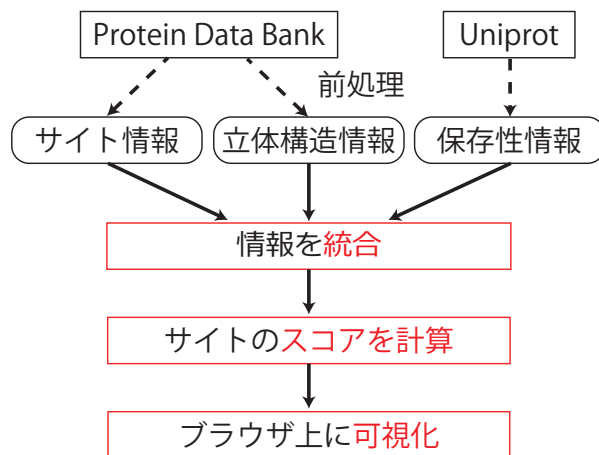 Protein Data Bank
Uniprot
前処理
サイト情報
立体構造情報
保存性情報
情報を統合
サイトのスコアを計算
ブラウザ上に可視化